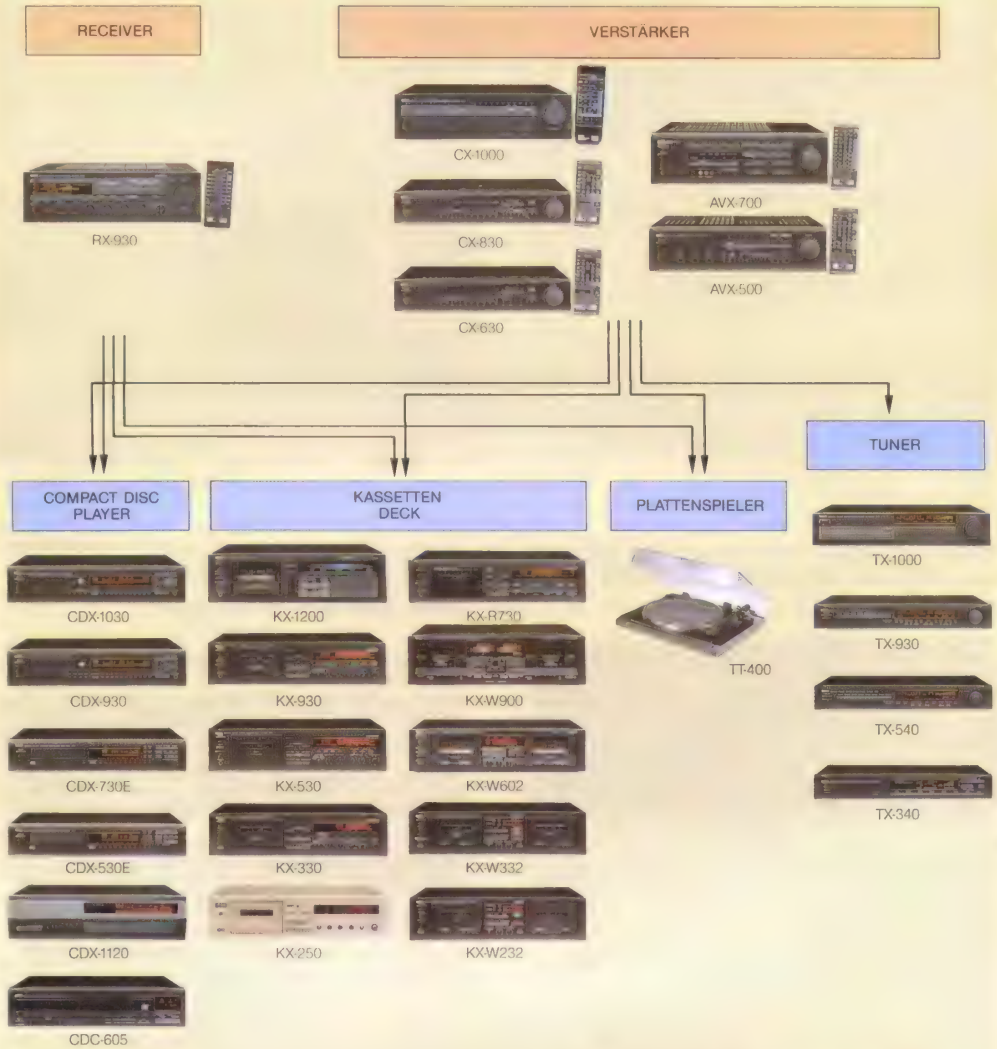 RECEIVER
VERSTÄRKER
RX-930
CX-1000
CX-830
CX-630
AVX-700
AVX-500
COMPACT DISC
PLAYER
KASSETTEN
DECK
PLATTENSPIELER
TUNER
CDX-1030
CDX-930
CDX-730E
CDX-530E
CDX-1120
CDC-605
KX-1200
KX-930
KX-530
KX-330
KX-250
KX-R730
KX-W900
KX-W602
KX-W332
KX-W232
TT-400
TX-1000
TX-930
TX-540
TX-340